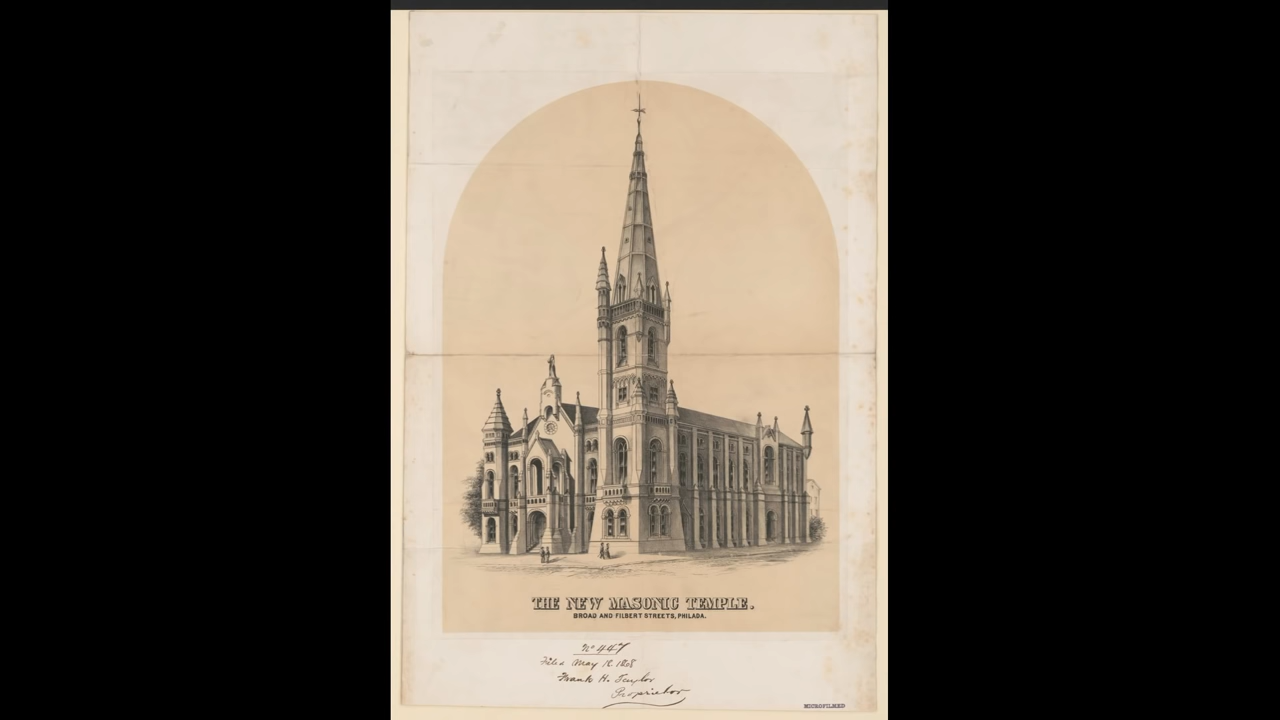 THE NEW MASONIC TEMPLE.
BROAD AND FILBERT STREETS, PHILADA.
No 447
Filed May 12 1868
Frank H. Taylor
Proprietor
MICROFILMED